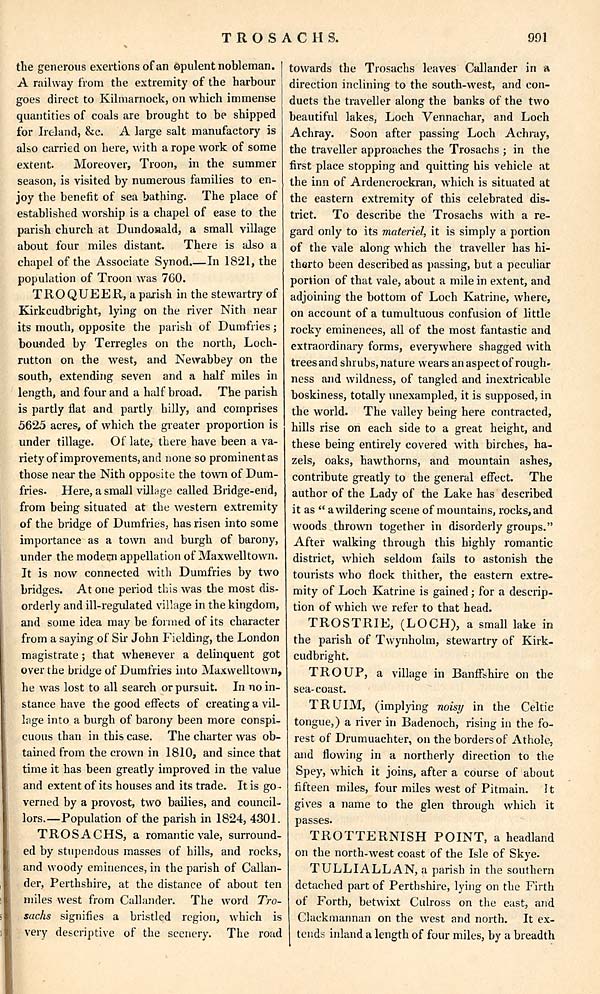 TROSACHS. 991
the generous exertions of an opulent nobleman.
A railway from the extremity of the harbour
goes direct to Kilmarnock, on which immense
quantities of coals are brought to be shipped
for Ireland, &c. A large salt manufactory is
also carried on here, with a rope work of some
extent. Moreover, Troon, in the summer
season, is visited by numerous families to en-
joy the benefit of sea bathing. The place of
established worship is a chapel of ease to the
parish church at Dundonald, a small village
about four miles distant. There is also a
chapel of the Associate Synod.—In 1821, the
population of Troon was 760.
TROQUEER, a parish in the stewartry of
Kirkcudbright, lying on the river Nith near
its mouth, opposite the parish of Dumfries;
bounded by Terregles on the north, Loch-
rutton on the west, and Newabbey on the
south, extending seven and a half miles in
length, and four and a half broad. The parish
is partly flat and partly hilly, and comprises
5625 acres, of which the greater proportion is
under tillage. Of late, there have been a va-
riety of improvements, and none so prominent as
those near the Nith opposite the town of Dum-
fries. Here, a small village called Bridge-end,
from being situated at the western extremity
of the bridge of Dumfries, has risen into some
importance as a town and burgh of barony,
under the modern appellation of Maxwelltown.
It is now connected with Dumfries by two
bridges. At one period this was the most dis-
orderly and ill-regulated village in the kingdom,
and some idea may be formed of its character
from a saying of Sir John Fielding, the London
magistrate; that whenever a delinquent got
over the bridge of Dumfries into Maxwelltown,
he was lost to all search or pursuit. In no in-
stance have the good effects of creating a vil-
lage into a burgh of barony been more conspi-
cuous than in this case. The charter was ob-
tained from the crown in 1810, and since that
time it has been greatly improved in the value
and extent of its houses and its trade. It is go-
verned by a provost, two bailies, and council-
lors.—Population of the parish in 1824, 4301.
TROSACHS, a romantic vale, surround-
ed by stupendous masses of hills, and rocks,
and woody eminences, in the parish of Callan-
der, Perthshire, at the distance of about ten
miles west from Callander. The word Tro-
sachs signifies a bristled region, which is
very descriptive of the scenery. The road
towards the Trosachs leaves Callander in a
direction inclining to the south-west, and con-
ducts the traveller along the banks of the two
beautiful lakes, Loch Vennachar, and Loch
Achray. Soon after passing Loch Achray,
the traveller approaches the Trosachs; in the
first place stopping and quitting his vehicle at
the inn of Ardencrockran, which is situated at
the eastern extremity of this celebrated dis-
trict. To describe the Trosachs with a re-
gard only to its materiel, it is simply a portion
of the vale along which the traveller has hi-
therto been described as passing, but a peculiar
portion of that vale, about a mile in extent, and
adjoining the bottom of Loch Katrine, where,
on account of a tumultuous confusion of little
rocky eminences, all of the most fantastic and
extraordinary forms, everywhere shagged with
trees and shrubs, nature wears an aspect of rough-
ness and wildness, of tangled and inextricable
boskiness, totally unexampled, it is supposed, in
the world. The valley being here contracted,
hills rise on each side to a great height, and
these being entirely covered with birches, ha-
zels, oaks, hawthorns, and mountain ashes,
contribute greatly to the general effect. The
author of the Lady of the Lake has described
it as “a wildering scene of mountains, rocks, and
woods thrown together in disorderly groups.”
After walking through this highly romantic
district, which seldom fails to astonish the
tourists who flock thither, the eastern extre-
mity of Loch Katrine is gained; for a descrip-
tion of which we refer to that head.
TROSTRIE, (LOCH), a small lake in
the parish of Twynholm, stewartry of Kirk-
cudbright.
TROUP, a village in Banffshire on the
sea-coast.
TRUIM, (implying noisy in the Celtic
tongue,) a river in Badenoch, rising in the fo-
rest of Drumuachter, on the borders of Athole,
and flowing in a northerly direction to the
Spey, which it joins, after a course of about
fifteen miles, four miles west of Pitmain. It
gives a name to the glen through which it
passes.
TROTTERNISH POINT, a headland
on the north-west coast of the Isle of Skye.
TULLIALLAN, a parish in the southern
detached part of Perthshire, lying on the Firth
of Forth, betwixt Culross on the east, and
Clackmannan on the west and north. It ex-
tends inland a length of four miles, by a breadth